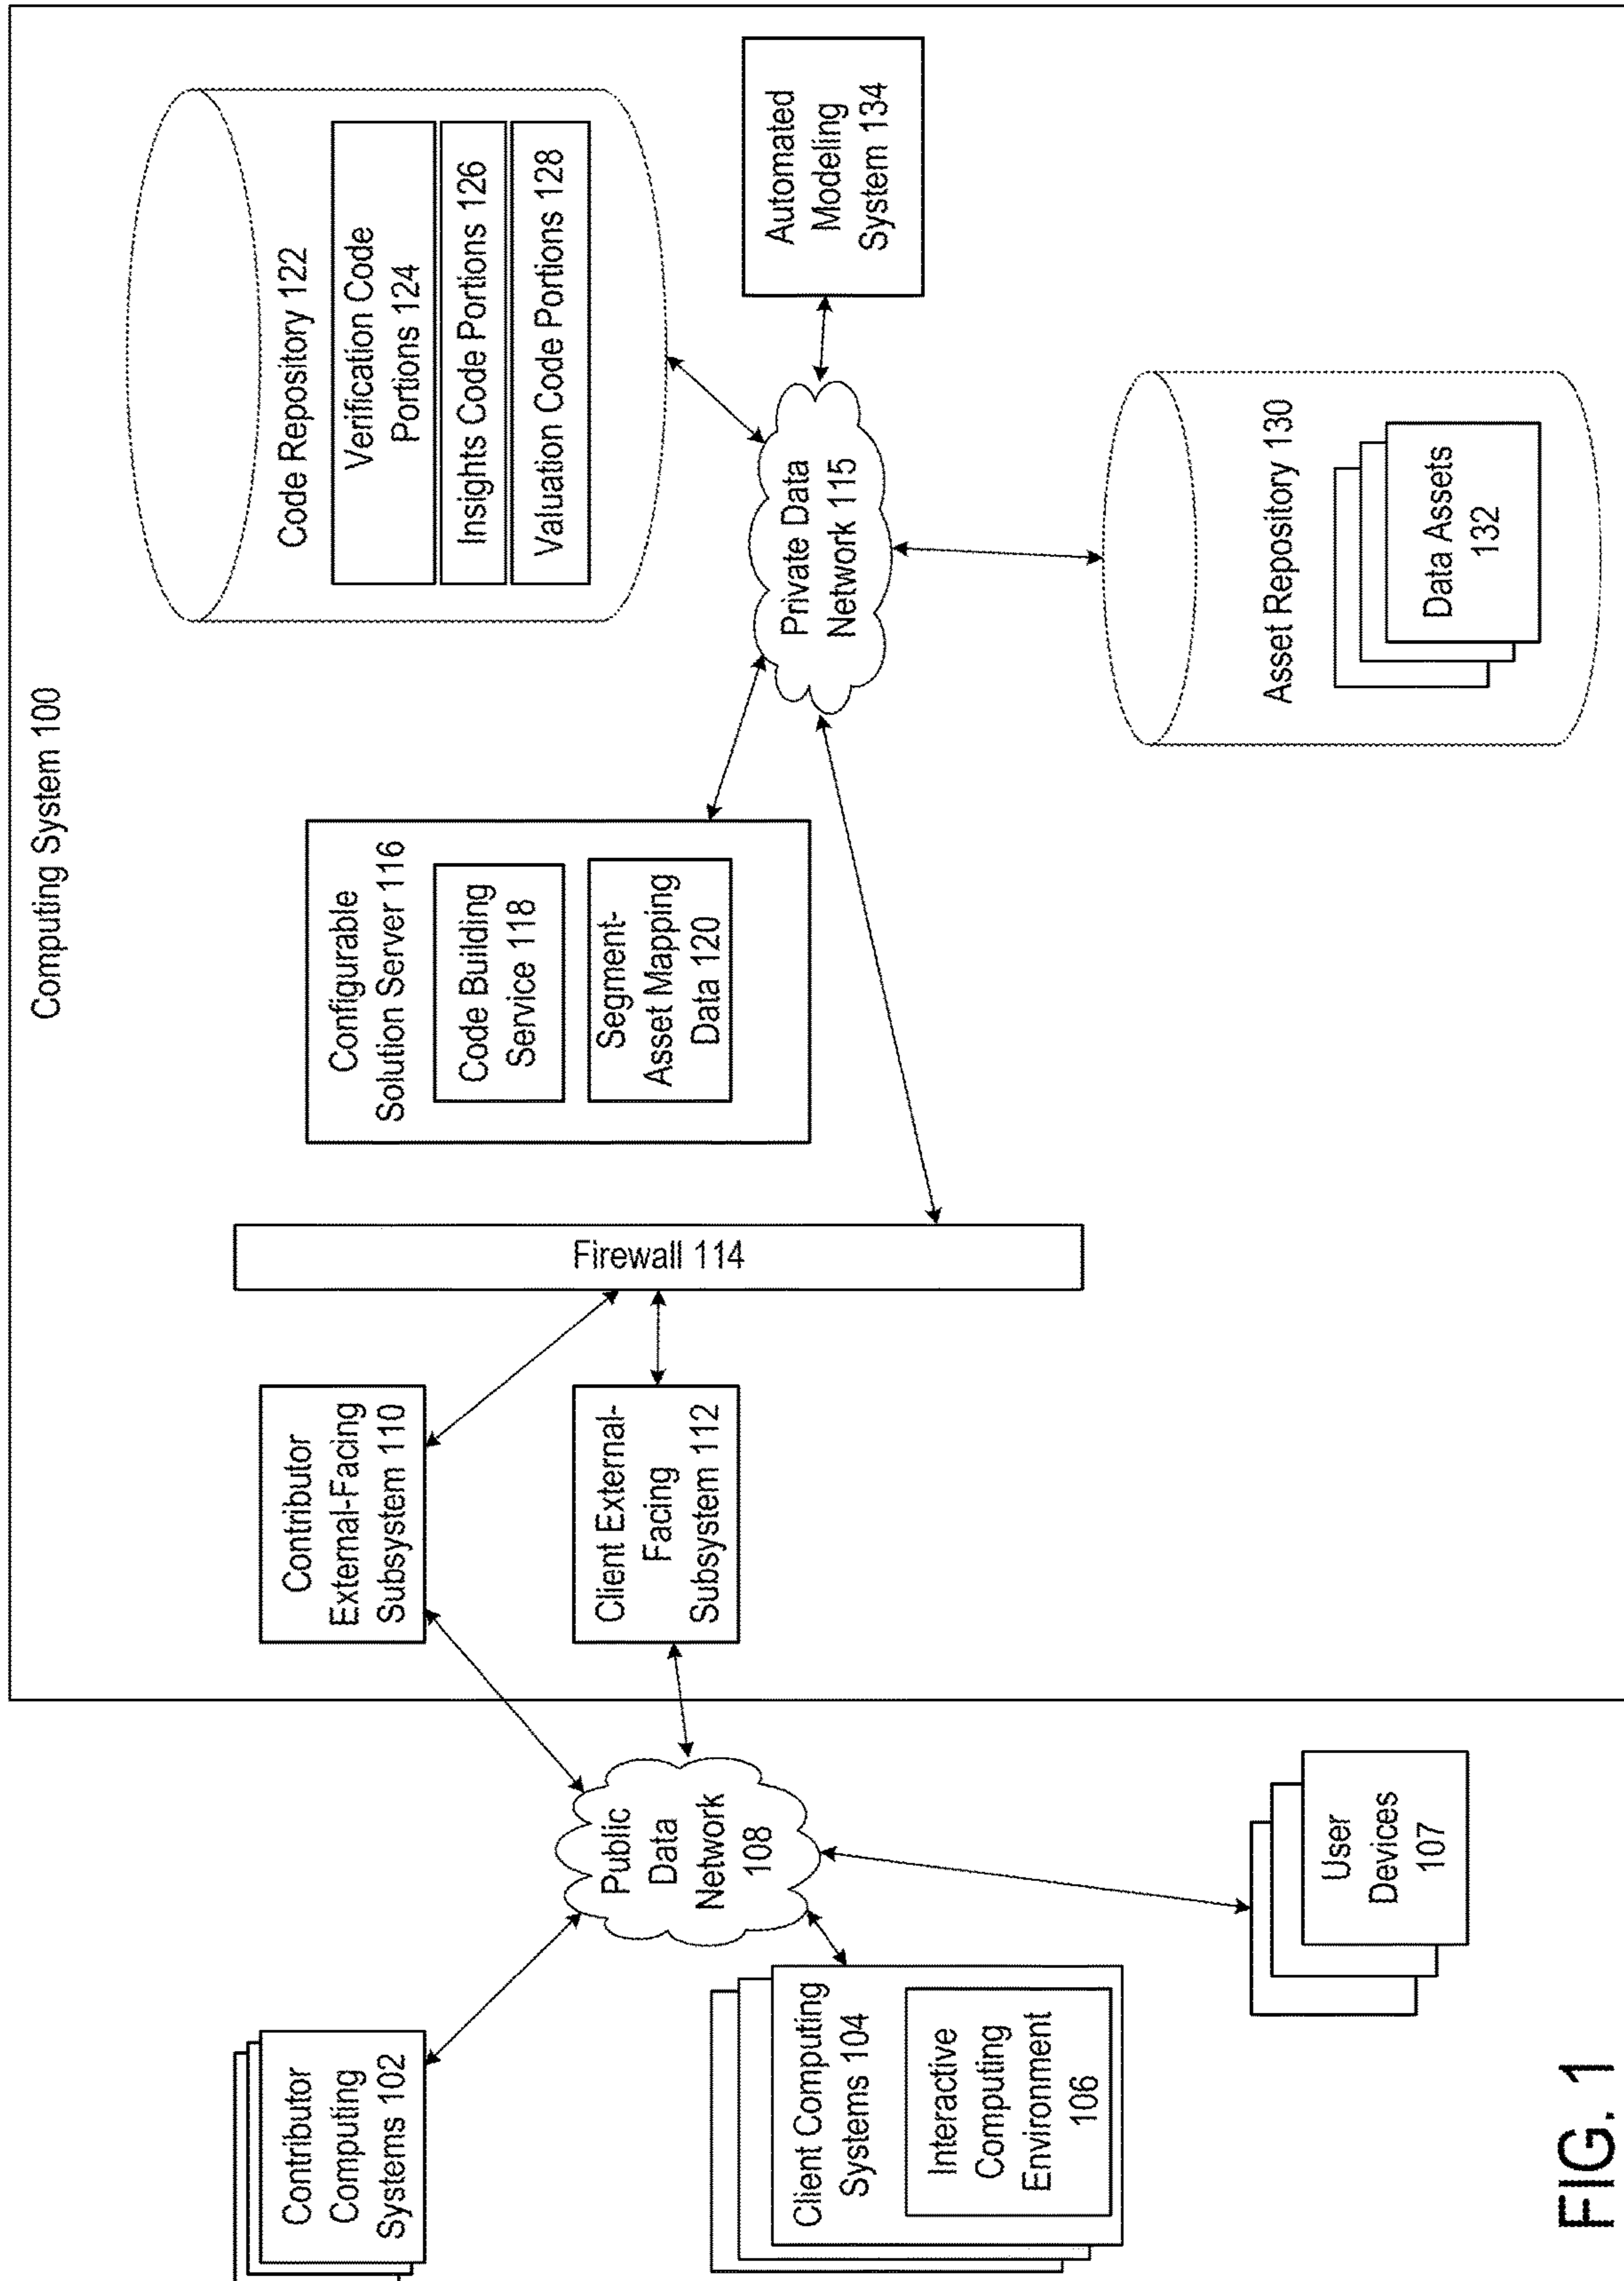 Computing System 100
Contributor
Computing
Systems 102
Client Computing
Systems 104
Interactive
Computing
Environment
106
User
Devices
107
Public
Data
Network
108
Contributor
External-Facing
Subsystem 110
Client External-
Facing
Subsystem 112
Firewall 114
Configurable
Solution Server 116
Code Building
Service 118
Segment-
Asset Mapping
Data 120
Private Data
Network 115
Code Repository 122
Verification Code
Portions 124
Insights Code Portions 126
Valuation Code Portions 128
Automated
Modeling
System 134
Asset Repository 130
Data Assets
132
FIG. 1